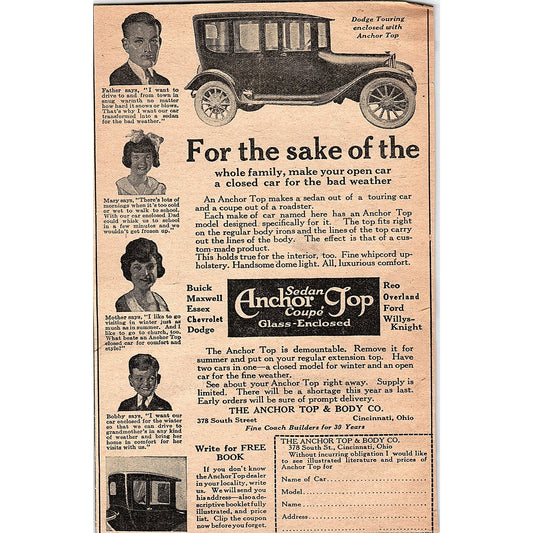 Dodge Touring
enclosed with
Anchor Top
Father says, "I want to
drive to and from town in
snug warmth no matter
how hard it snows or blows.
That's why I want our car
transformed into a sedan
for the bad weather."
For the sake of the
whole family, make your open car
a closed car for the bad weather
Mary says, "There's lots of
mornings when it's too cold
or wet to walk to school.
With our car enclosed Dad
could whisk us to school
in a few minutes and we
wouldn't get frozen up."
An Anchor Top makes a sedan out of a touring car
and a coupe out of a roadster.
Each make of car named here has an Anchor Top
model designed specifically for it. The top fits right
on the regular body irons and the lines of the top carry
out the lines of the body. The effect is that of a cus-
tom-made product.
This holds true for the interior, too. Fine whipcord up-
holstery. Handsome dome light. All, luxurious comfort.
Mother says, "I like to go
visiting in winter just as
much as in summer. And I
like to go to church, too.
What beats an Anchor Top
closed car for comfort and
style?"
Buick
Maxwell
Essex
Chevrolet
Dodge
Sedan
Anchor Top
Coupé
Glass-Enclosed
Reo
Overland
Ford
Willys-
Knight
The Anchor Top is demountable. Remove it for
summer and put on your regular extension top. Have
two cars in one—a closed model for winter and an open
car for the fine weather.
See about your Anchor Top right away. Supply is
limited. There will be a shortage this year as last.
Early orders will be sure of prompt delivery.
THE ANCHOR TOP & BODY CO.
378 South Street
Cincinnati, Ohio
Fine Coach Builders for 30 Years
Bobby says, "I want our
car enclosed for the winter
so that we can drive to
grandmother's in any kind
of weather and bring her
home in comfort for her
visits with us."
Write for FREE
BOOK
If you don't
know the
Anchor Top dealer
in your locality, write
us. We will send you
his address—also a de-
scriptive booklet fully
illustrated, and price
list. Clip the coupon
now before you forget.
THE ANCHOR TOP & BODY CO.
378 South St., Cincinnati, Ohio
Without incurring obligation I would like
to see illustrated literature and prices of
Anchor Top for
Name of Car
Model
Name
Address